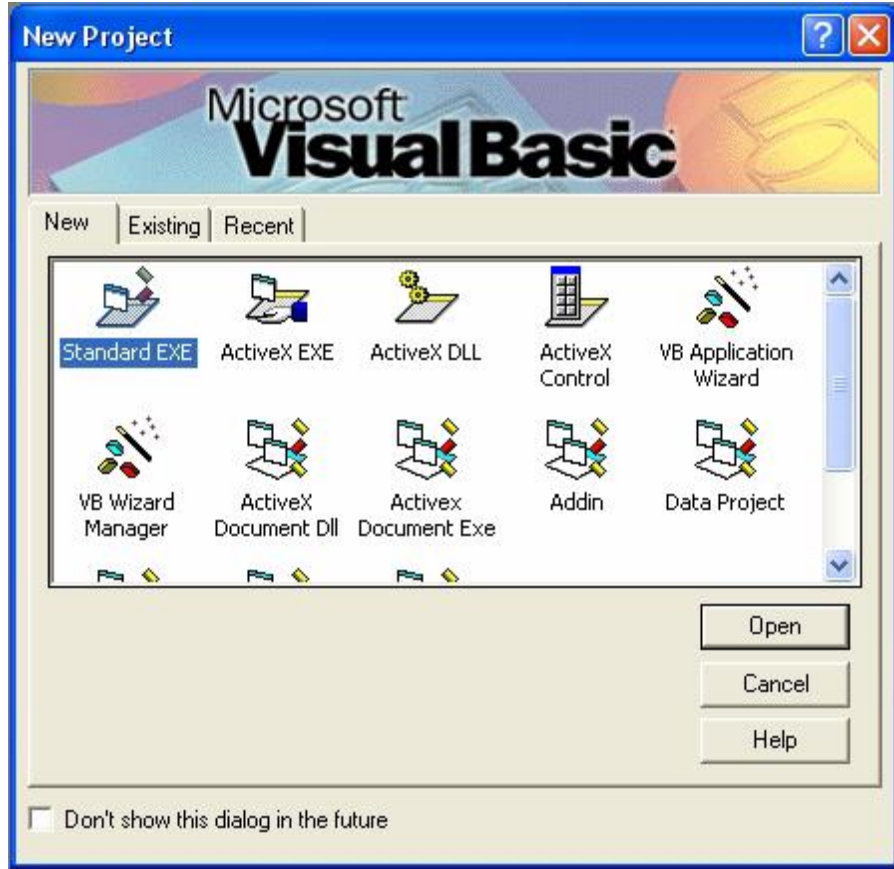 New Project
Microsoft
Visual Basic
New
Existing
Recent
Standard EXE
ActiveX EXE
ActiveX DLL
ActiveX
Control
VB Application
Wizard
VB Wizard
Manager
ActiveX
Document Dll
Activex
Document Exe
Addin
Data Project
Open
Cancel
Help
Don't show this dialog in the future